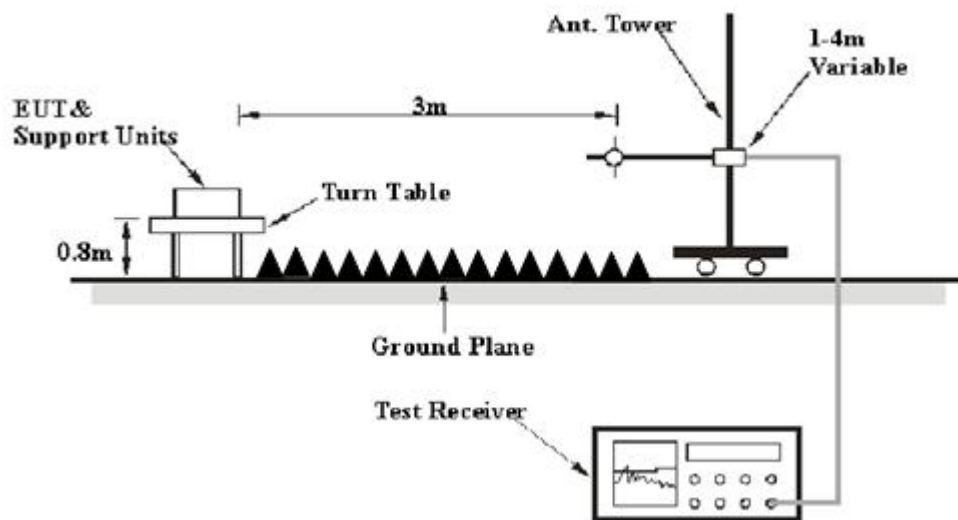 Ant. Tower
1-4m
Variable
3m
EUT&
Support Units
Turn Table
0.8m
Ground Plane
Test Receiver